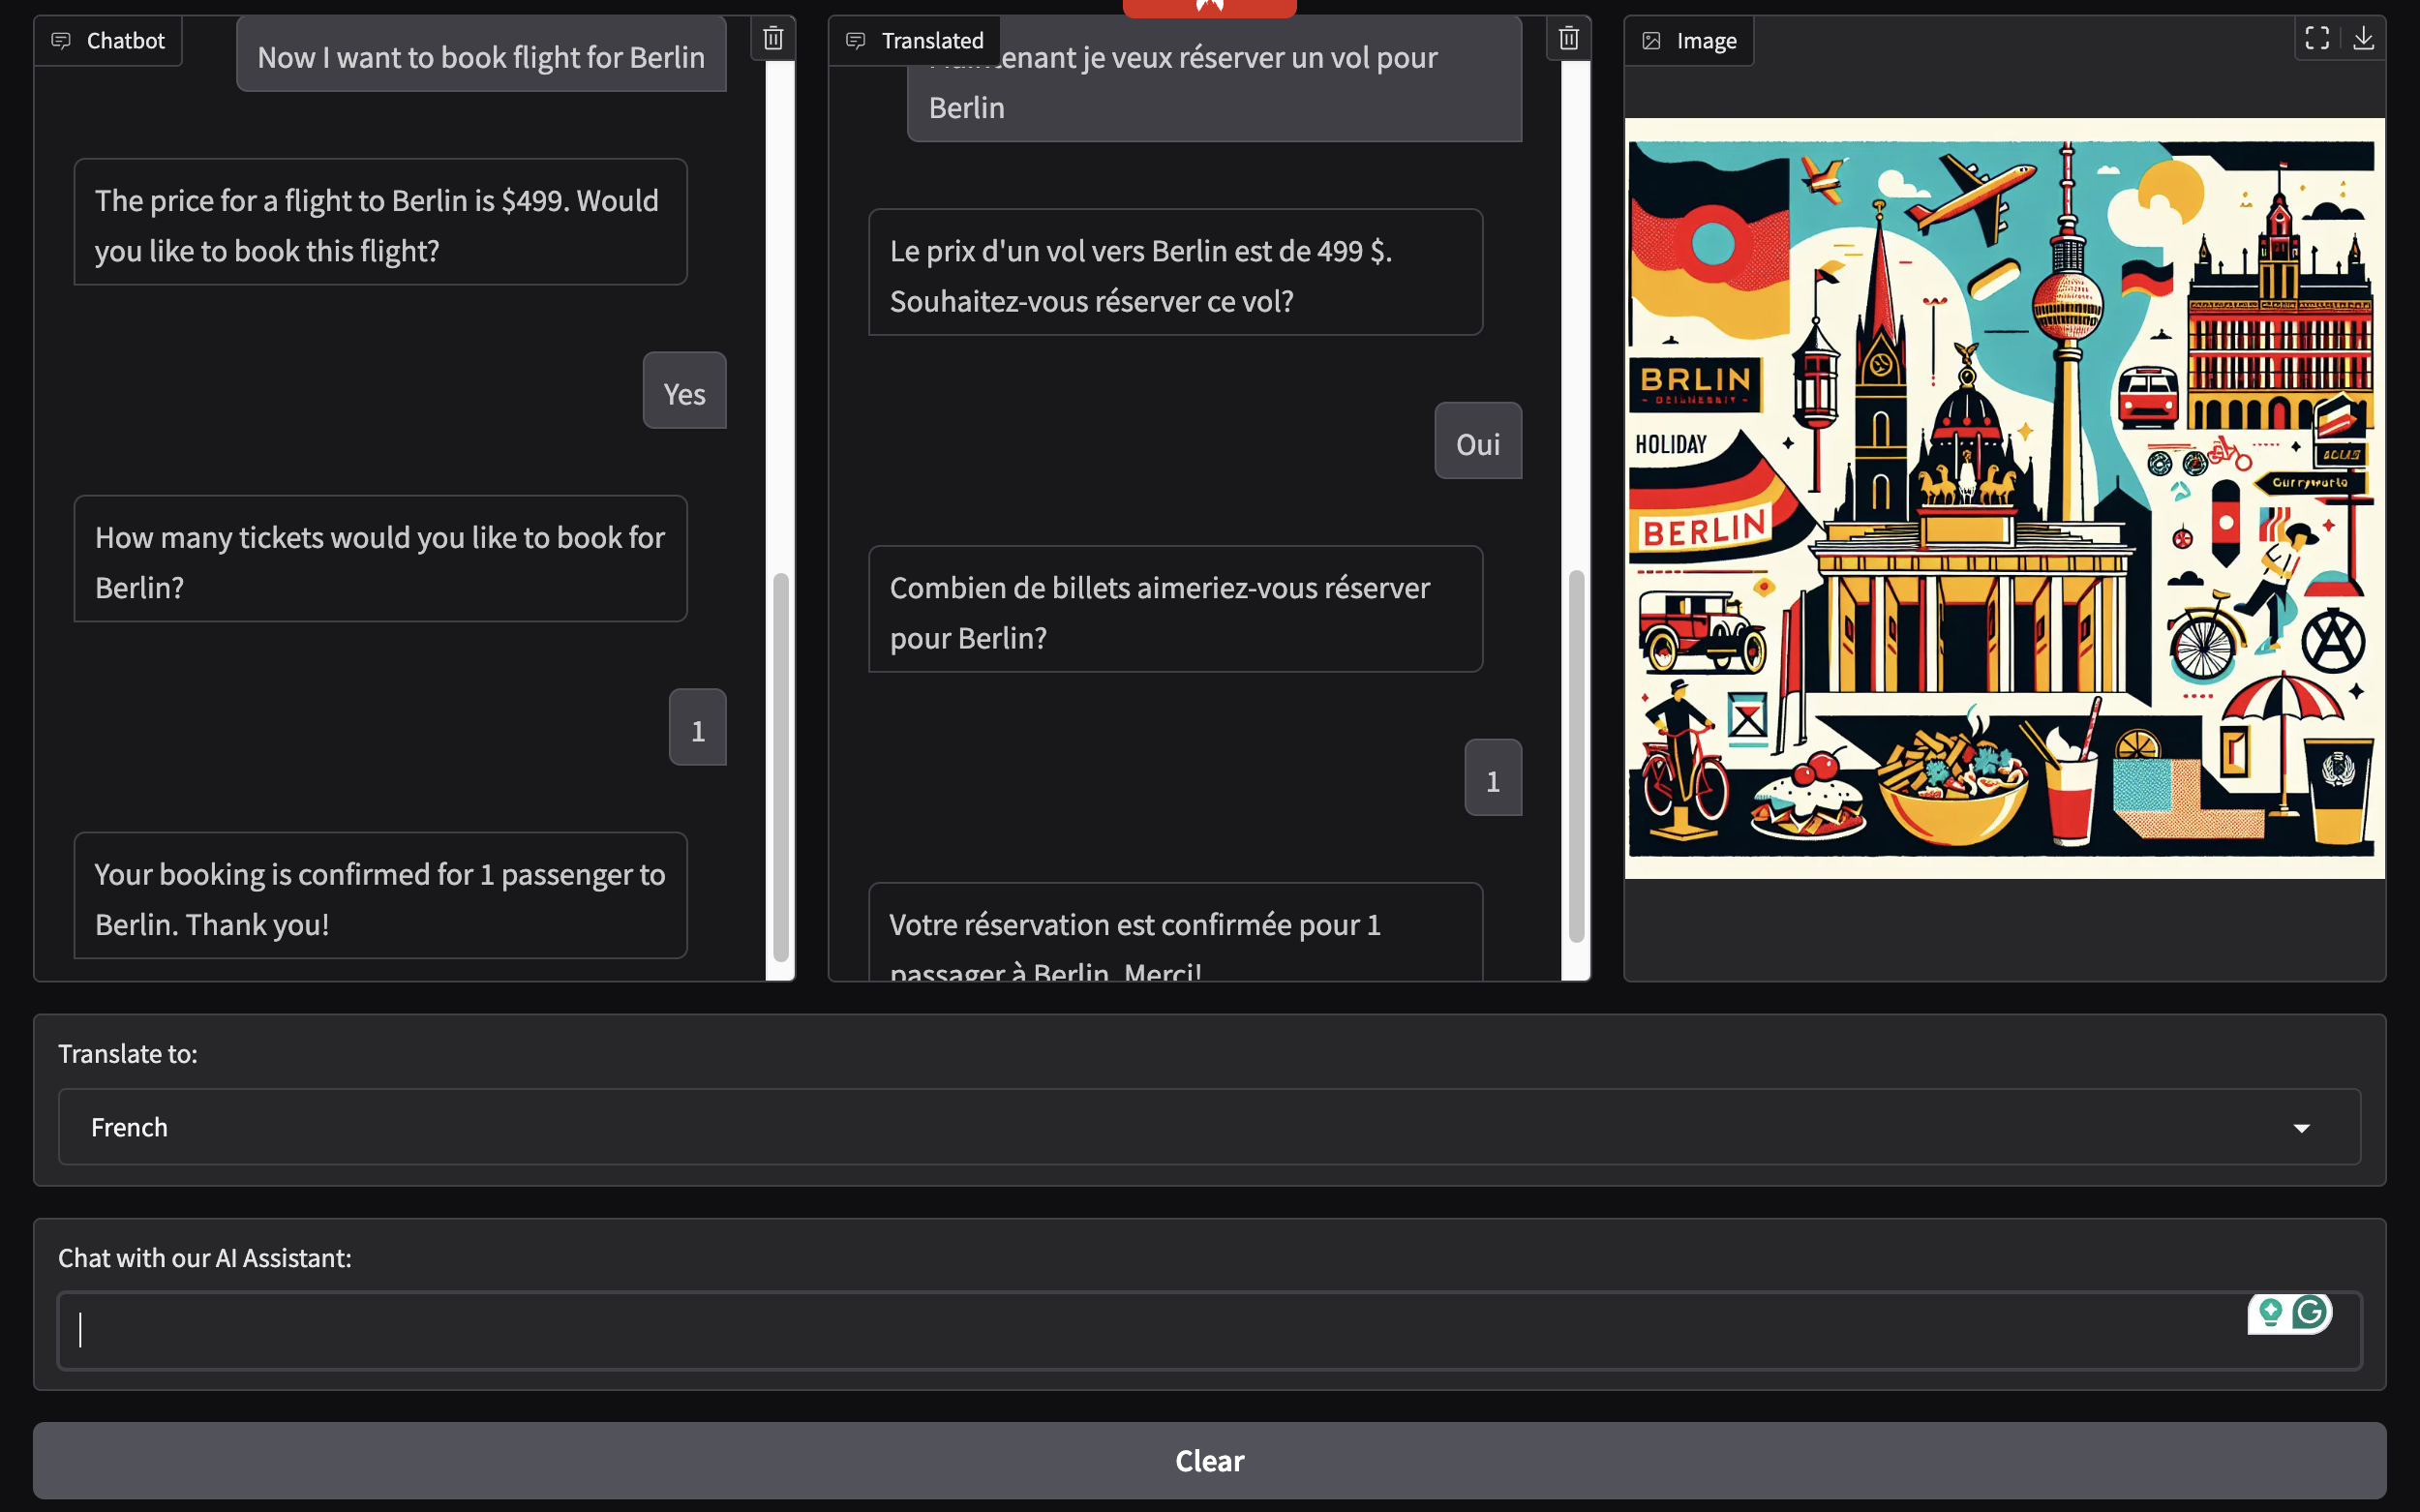 Chatbot
Now I want to book flight for Berlin
The price for a flight to Berlin is $499. Would
you like to book this flight?
Yes
How many tickets would you like to book for
Berlin?
1
Your booking is confirmed for 1 passenger to
Berlin. Thank you!
Translated
je veux réserver un vol pour
Berlin
Le prix d'un vol vers Berlin est de 499 $.
Souhaitez-vous réserver ce vol?
Oui
Combien de billets aimeriez-vous réserver
pour Berlin?
1
Votre réservation est confirmée pour 1
passager à Berlin. Merci!
Image
BRLIN
HOLIDAY
BERLIN
Translate to:
French
Chat with our AI Assistant:
Clear